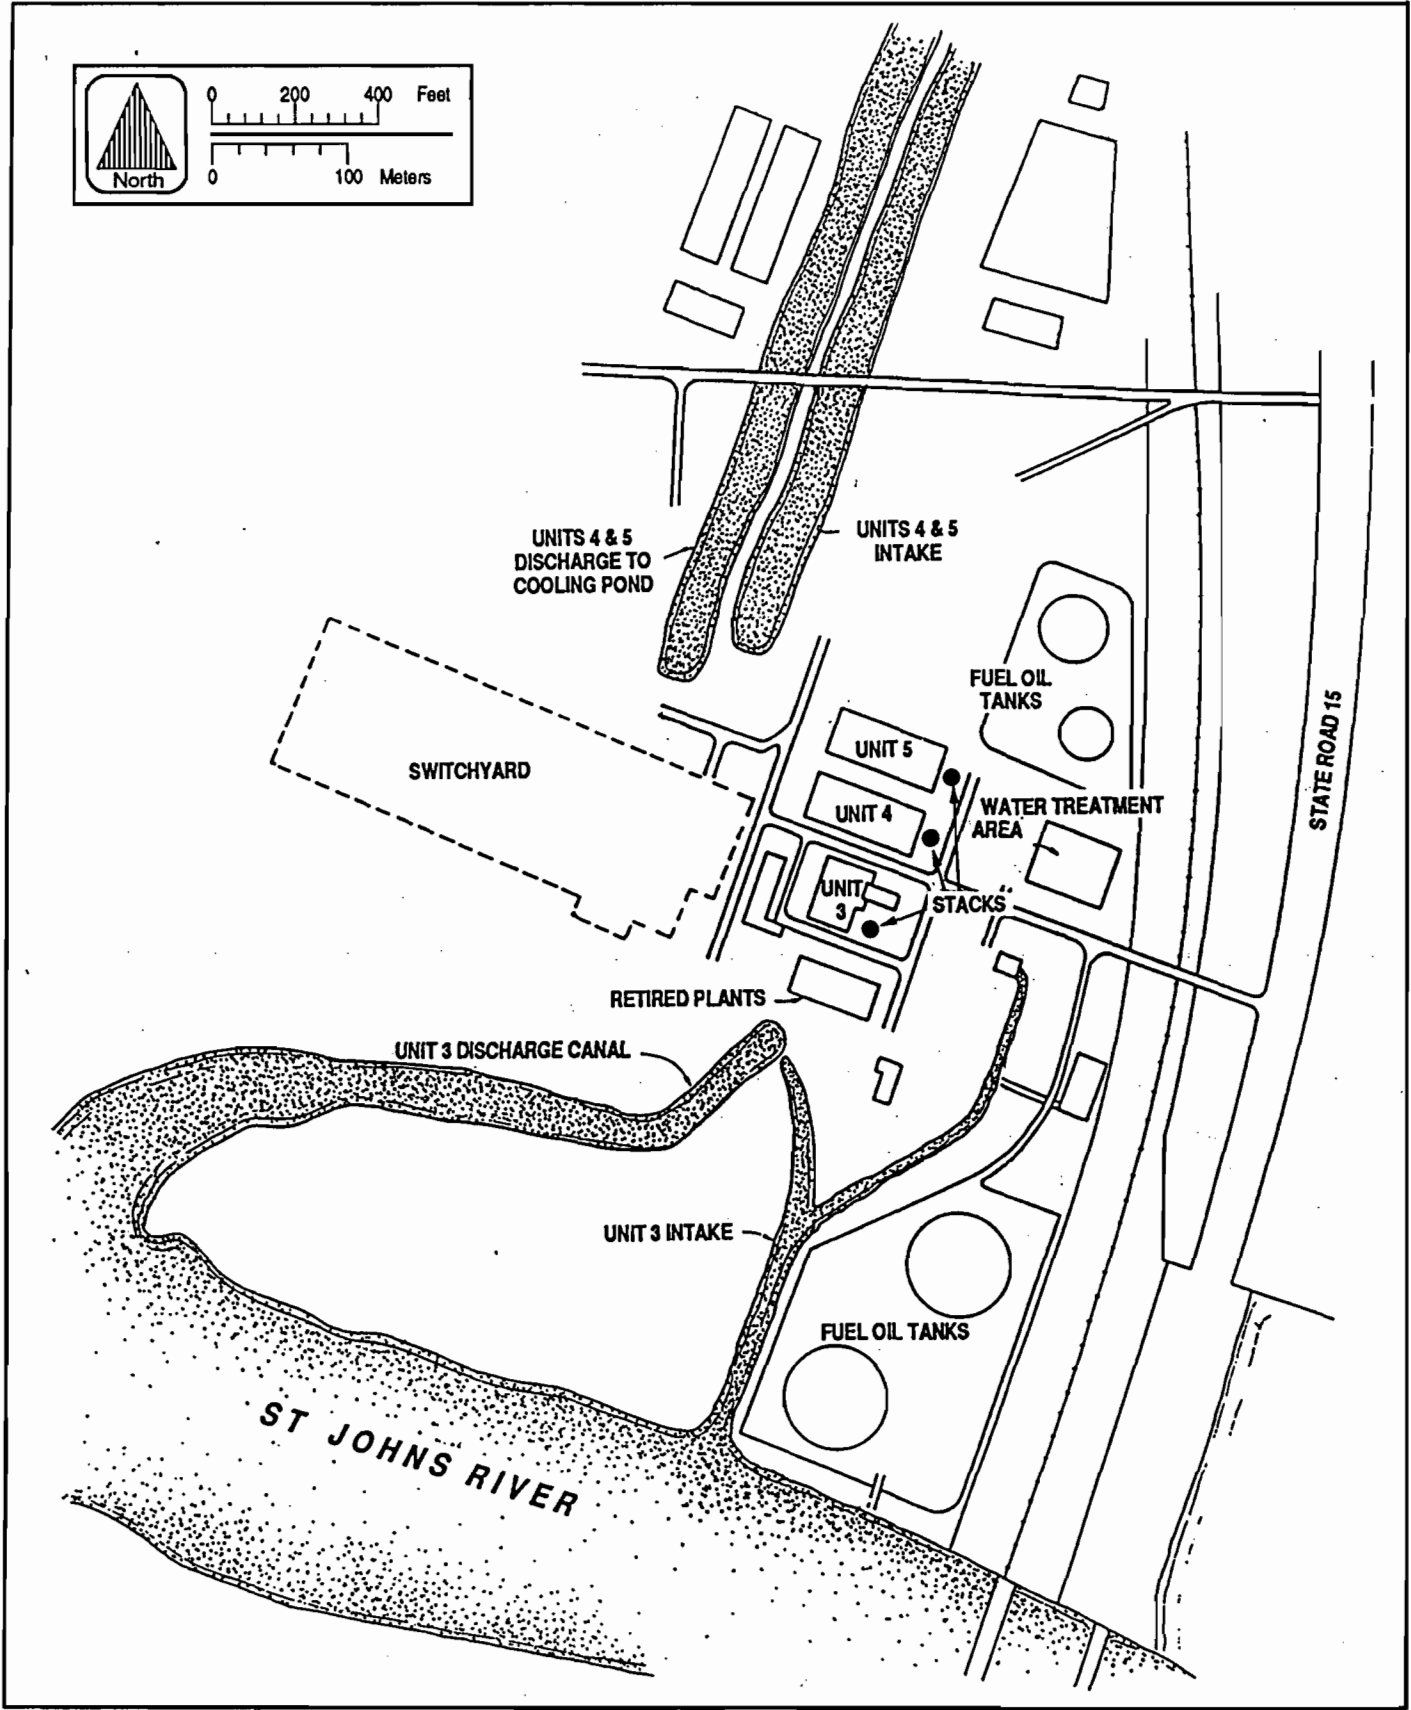 0 200 400 Feet
North
0 100 Meters
UNITS 4 & 5
DISCHARGE TO
COOLING POND
UNITS 4 & 5
INTAKE
FUEL OIL
TANKS
STATE ROAD 15
SWITCHYARD
UNIT 5
UNIT 4
WATER TREATMENT
AREA
UNIT
3
STACKS
RETIRED PLANTS
UNIT 3 DISCHARGE CANAL
UNIT 3 INTAKE
FUEL OIL TANKS
ST JOHNS RIVER